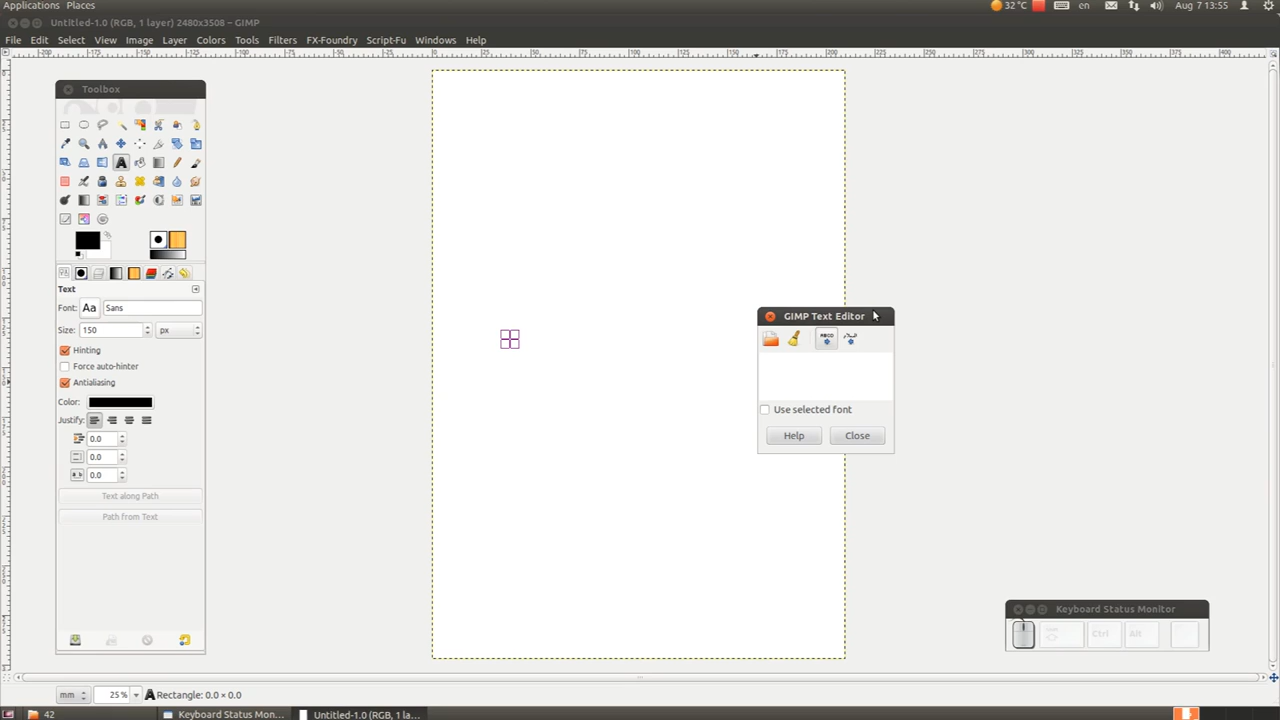 Applications Places
32 °C en Aug 7 13:55
Untitled-1.0 (RGB, 1 layer) 2480x3508 – GIMP
File Edit Select View Image Layer Colors Tools Filters FX-Foundry Script-Fu Windows Help
Toolbox
Text
Font: Aa Sans
Size: 150 px
Hinting
Force auto-hinter
Antialiasing
Color:
Justify:
0.0
0.0
0.0
Text along Path
Path from Text
GIMP Text Editor
Use selected font
Help Close
Keyboard Status Monitor
Ctrl Alt
mm 25% Rectangle: 0.0 × 0.0
42 Keyboard Status Mon... Untitled-1.0 (RGB, 1 la...